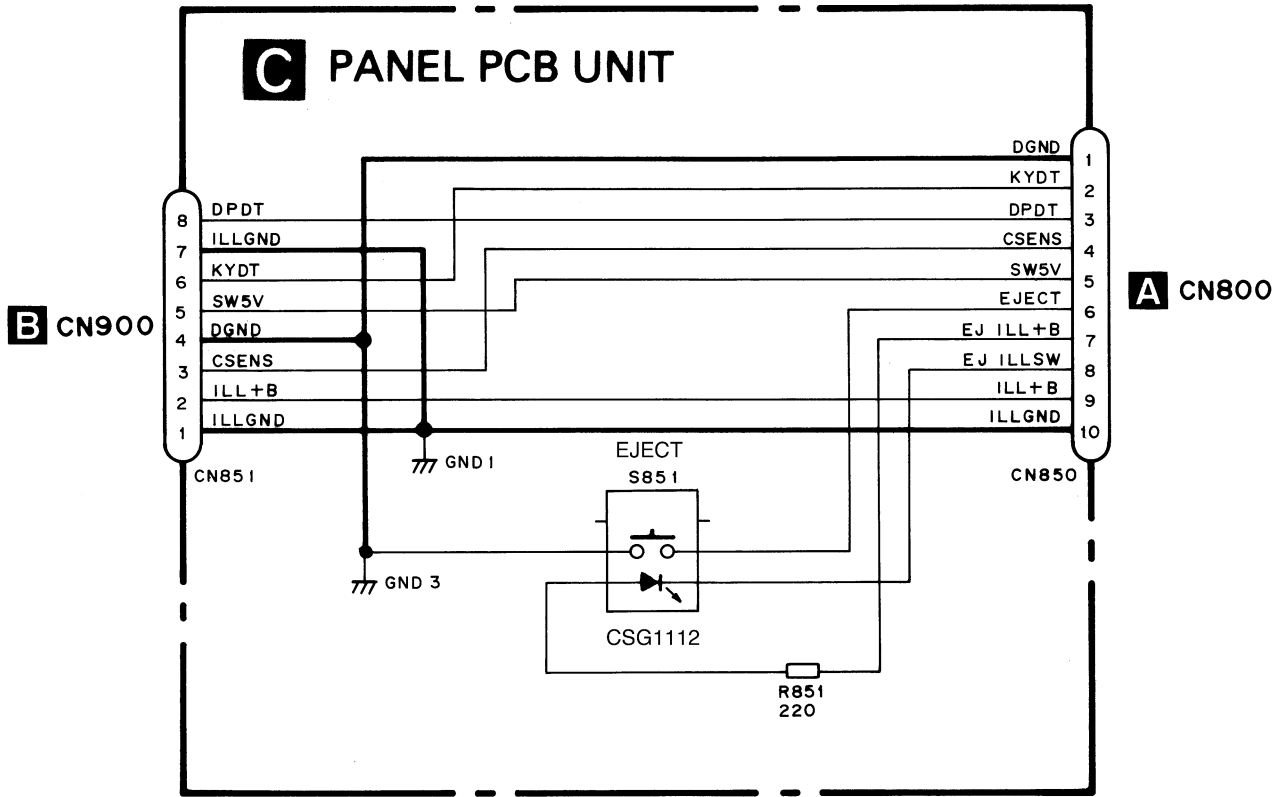 C PANEL PCB UNIT
DGND 1
KYDT 2
DPDT 3
CSENS 4
SW5V 5
EJECT 6
EJ ILL+B 7
EJ ILLSW 8
ILL+B 9
ILLGND 10
CN850
A CN800
8 DPDT
7 ILLGND
6 KYDT
5 SW5V
4 DGND
3 CSENS
2 ILL+B
1 ILLGND
CN851
B CN900
GND 1
GND 3
EJECT
S851
CSG1112
R851
220